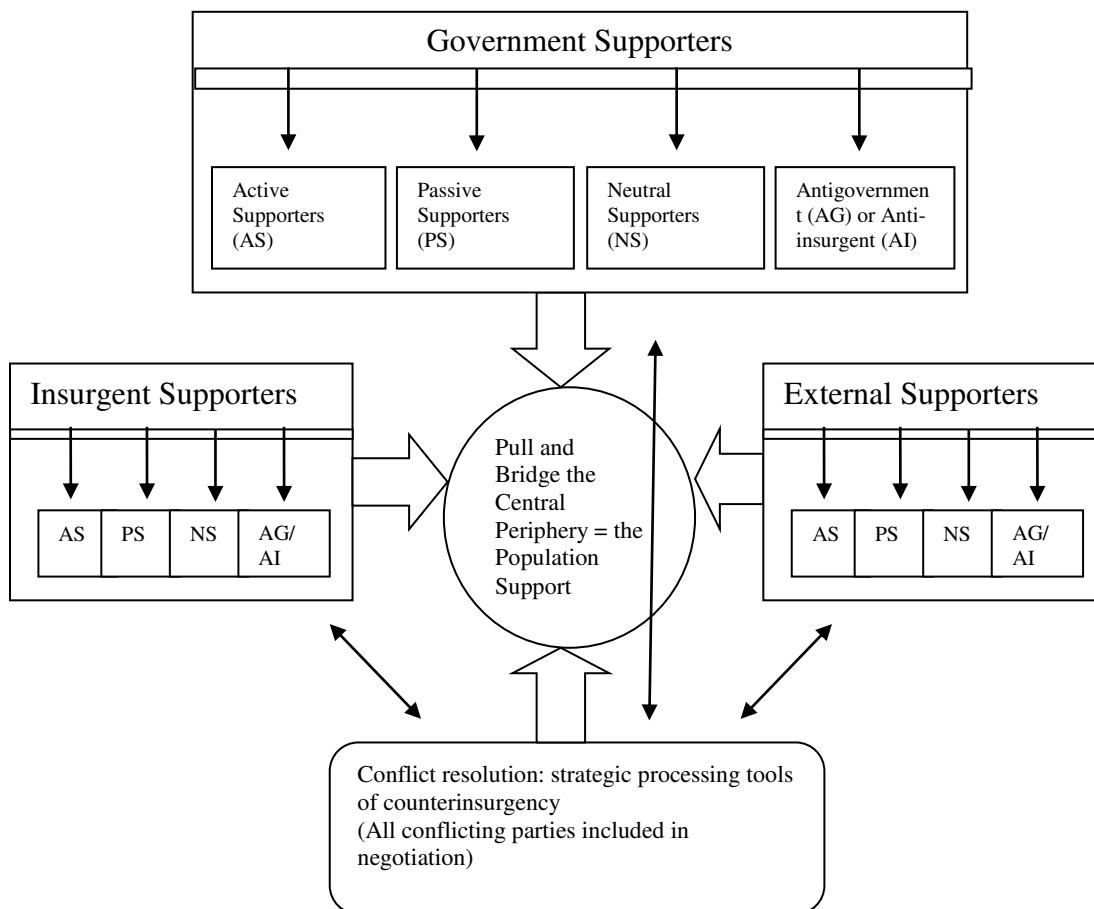 Government Supporters
Active
Supporters
(AS)
Passive
Supporters
(PS)
Neutral
Supporters
(NS)
Antigovernmen
t (AG) or Anti-
insurgent (AI)
Insurgent Supporters
AS
PS
NS
AG/
AI
Pull and
Bridge the
Central
Periphery = the
Population
Support
External Supporters
AS
PS
NS
AG/
AI
Conflict resolution: strategic processing tools
of counterinsurgency
(All conflicting parties included in
negotiation)